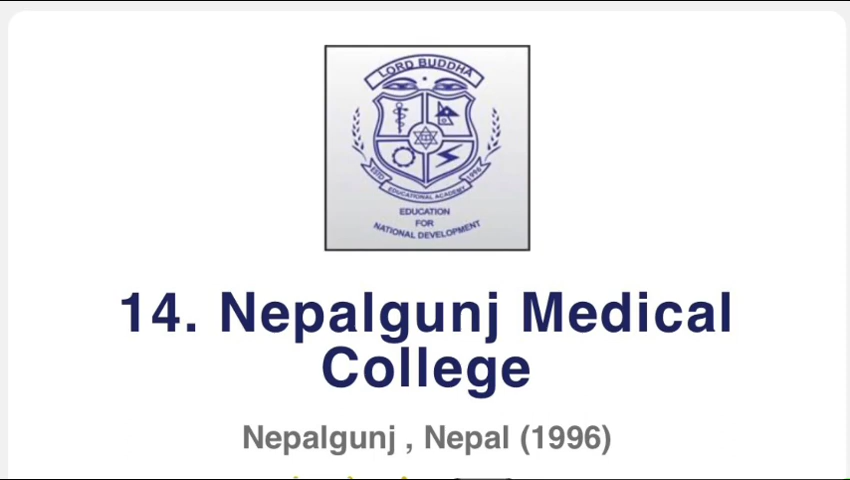 LORD BUDDHA
ESTD 1996
EDUCATIONAL ACADEMY
EDUCATION
FOR
NATIONAL DEVELOPMENT
14. Nepalgunj Medical
College
Nepalgunj , Nepal (1996)